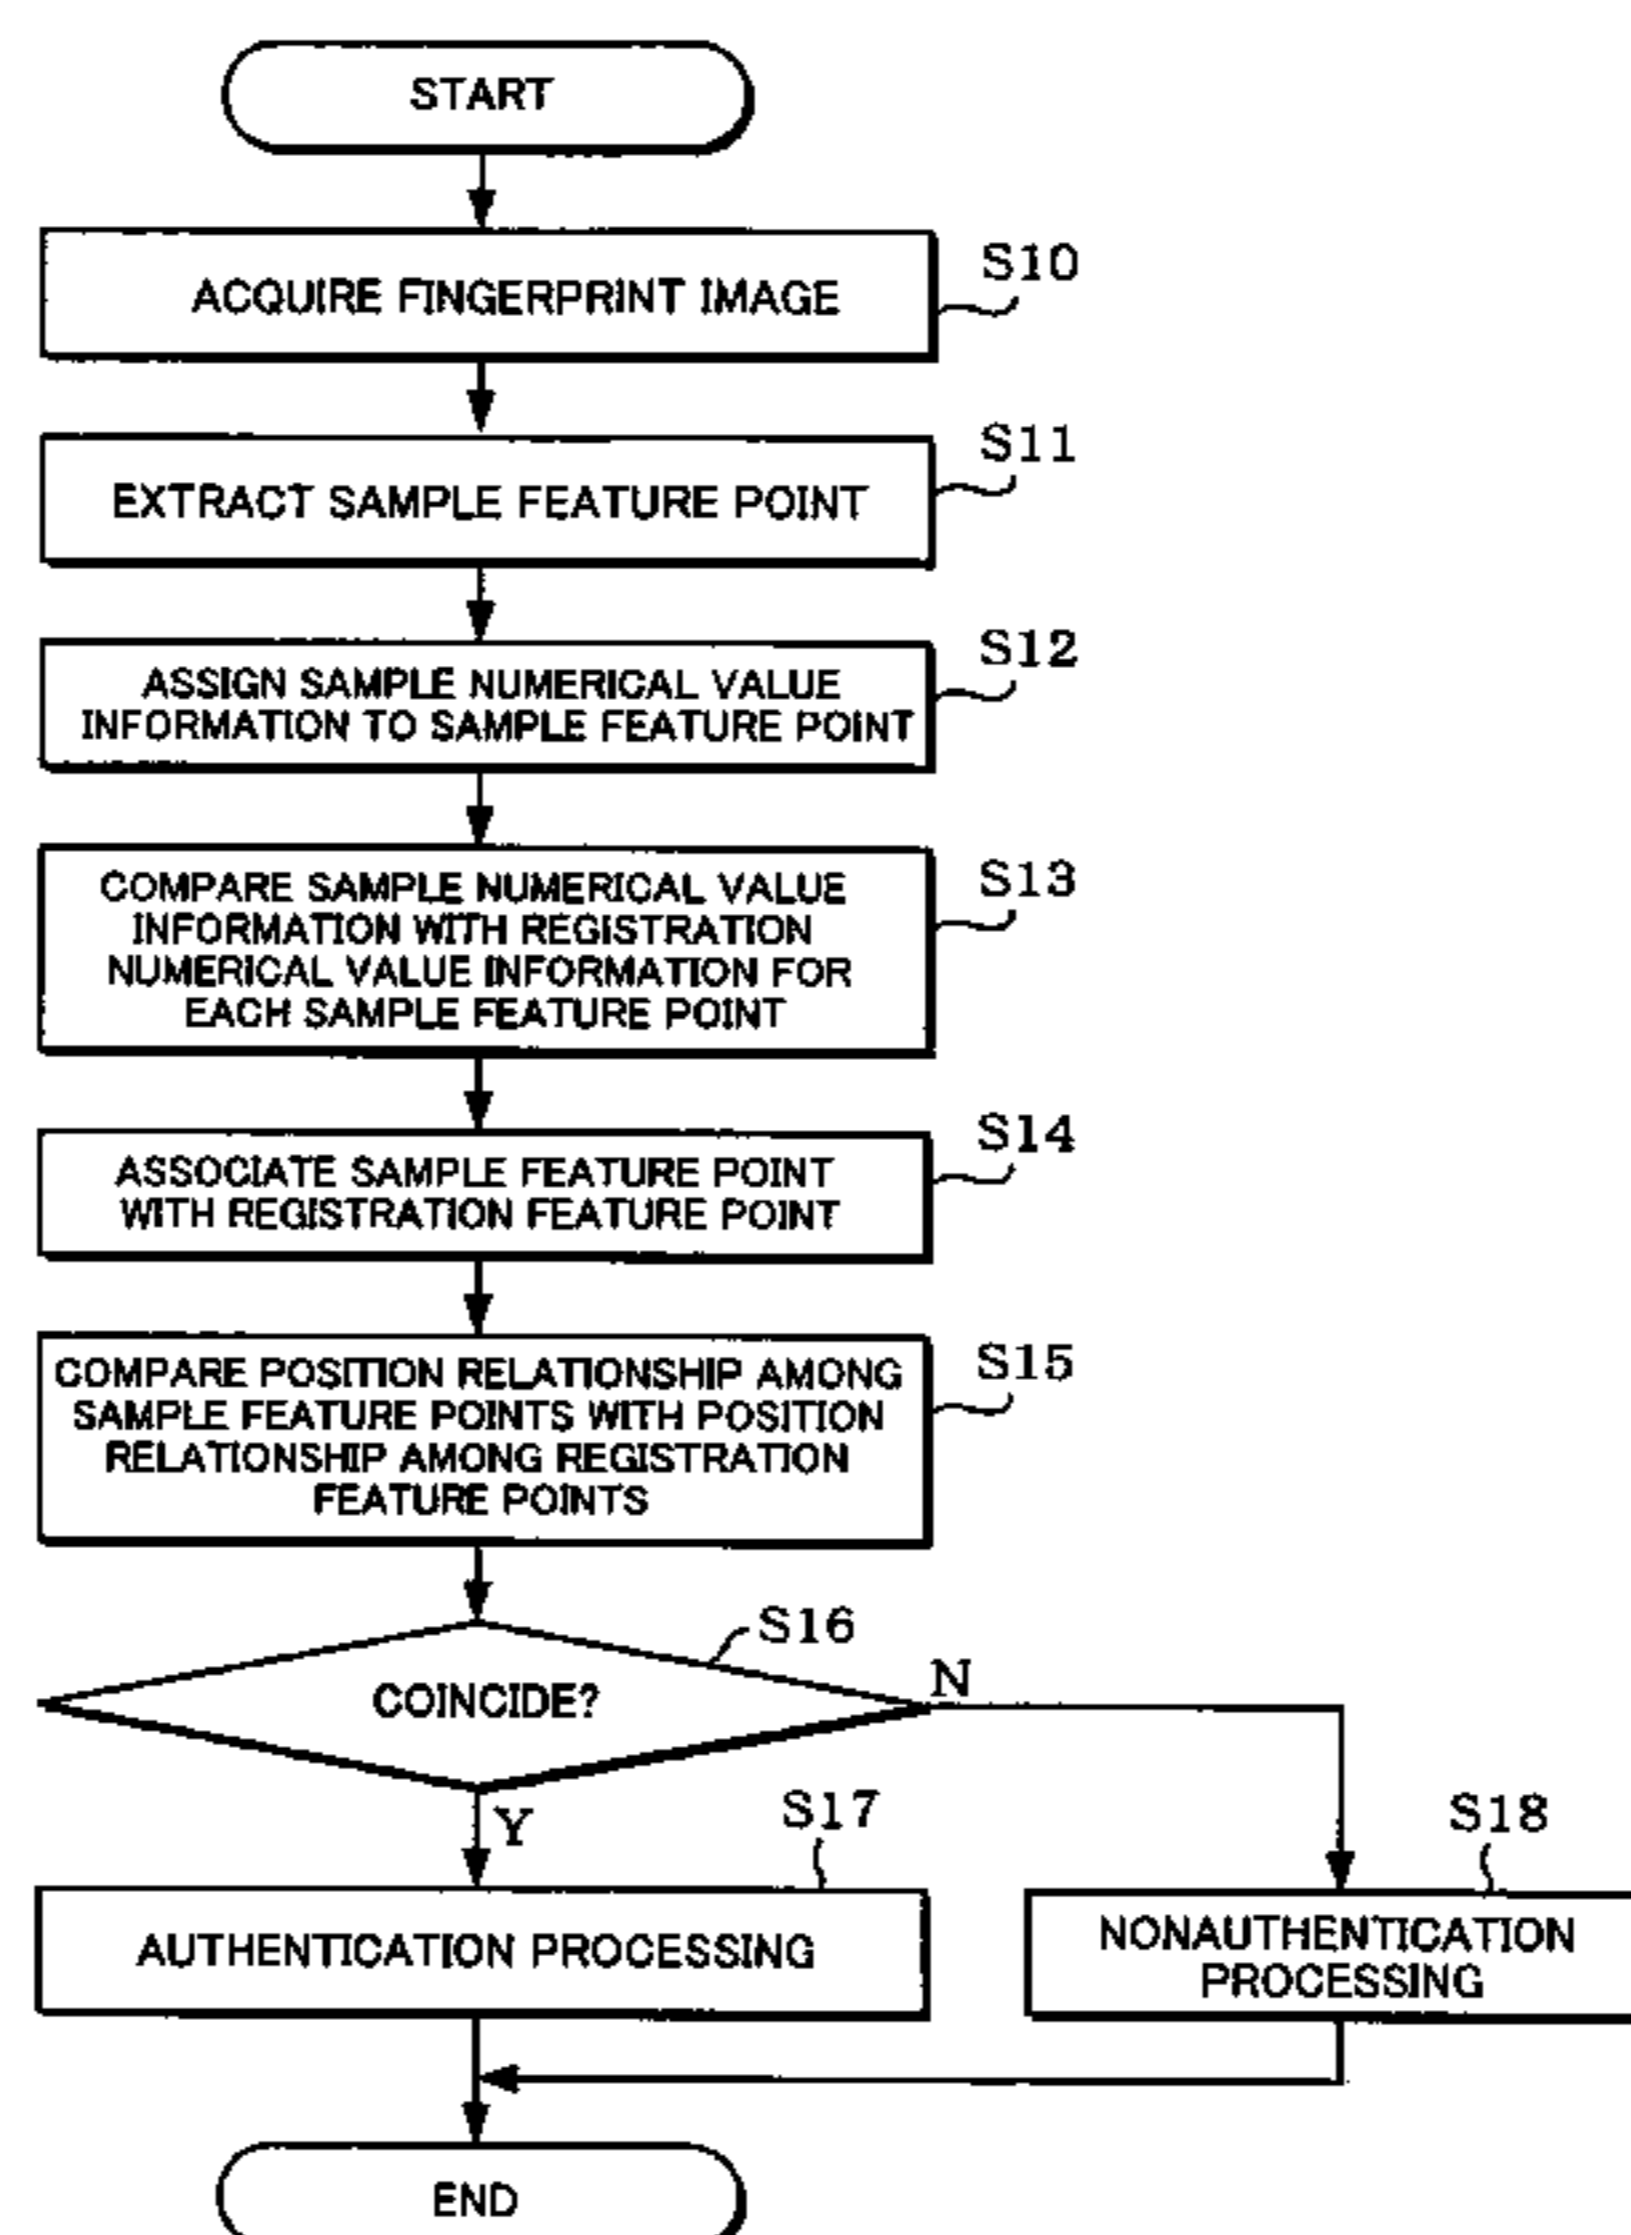 START
ACQUIRE FINGERPRINT IMAGE
S10
EXTRACT SAMPLE FEATURE POINT
S11
ASSIGN SAMPLE NUMERICAL VALUE
INFORMATION TO SAMPLE FEATURE POINT
S12
COMPARE SAMPLE NUMERICAL VALUE
INFORMATION WITH REGISTRATION
NUMERICAL VALUE INFORMATION FOR
EACH SAMPLE FEATURE POINT
S13
ASSOCIATE SAMPLE FEATURE POINT
WITH REGISTRATION FEATURE POINT
S14
COMPARE POSITION RELATIONSHIP AMONG
SAMPLE FEATURE POINTS WITH POSITION
RELATIONSHIP AMONG REGISTRATION
FEATURE POINTS
S15
COINCIDE?
S16
N
Y
S17
AUTHENTICATION PROCESSING
S18
NONAUTHENTICATION
PROCESSING
END